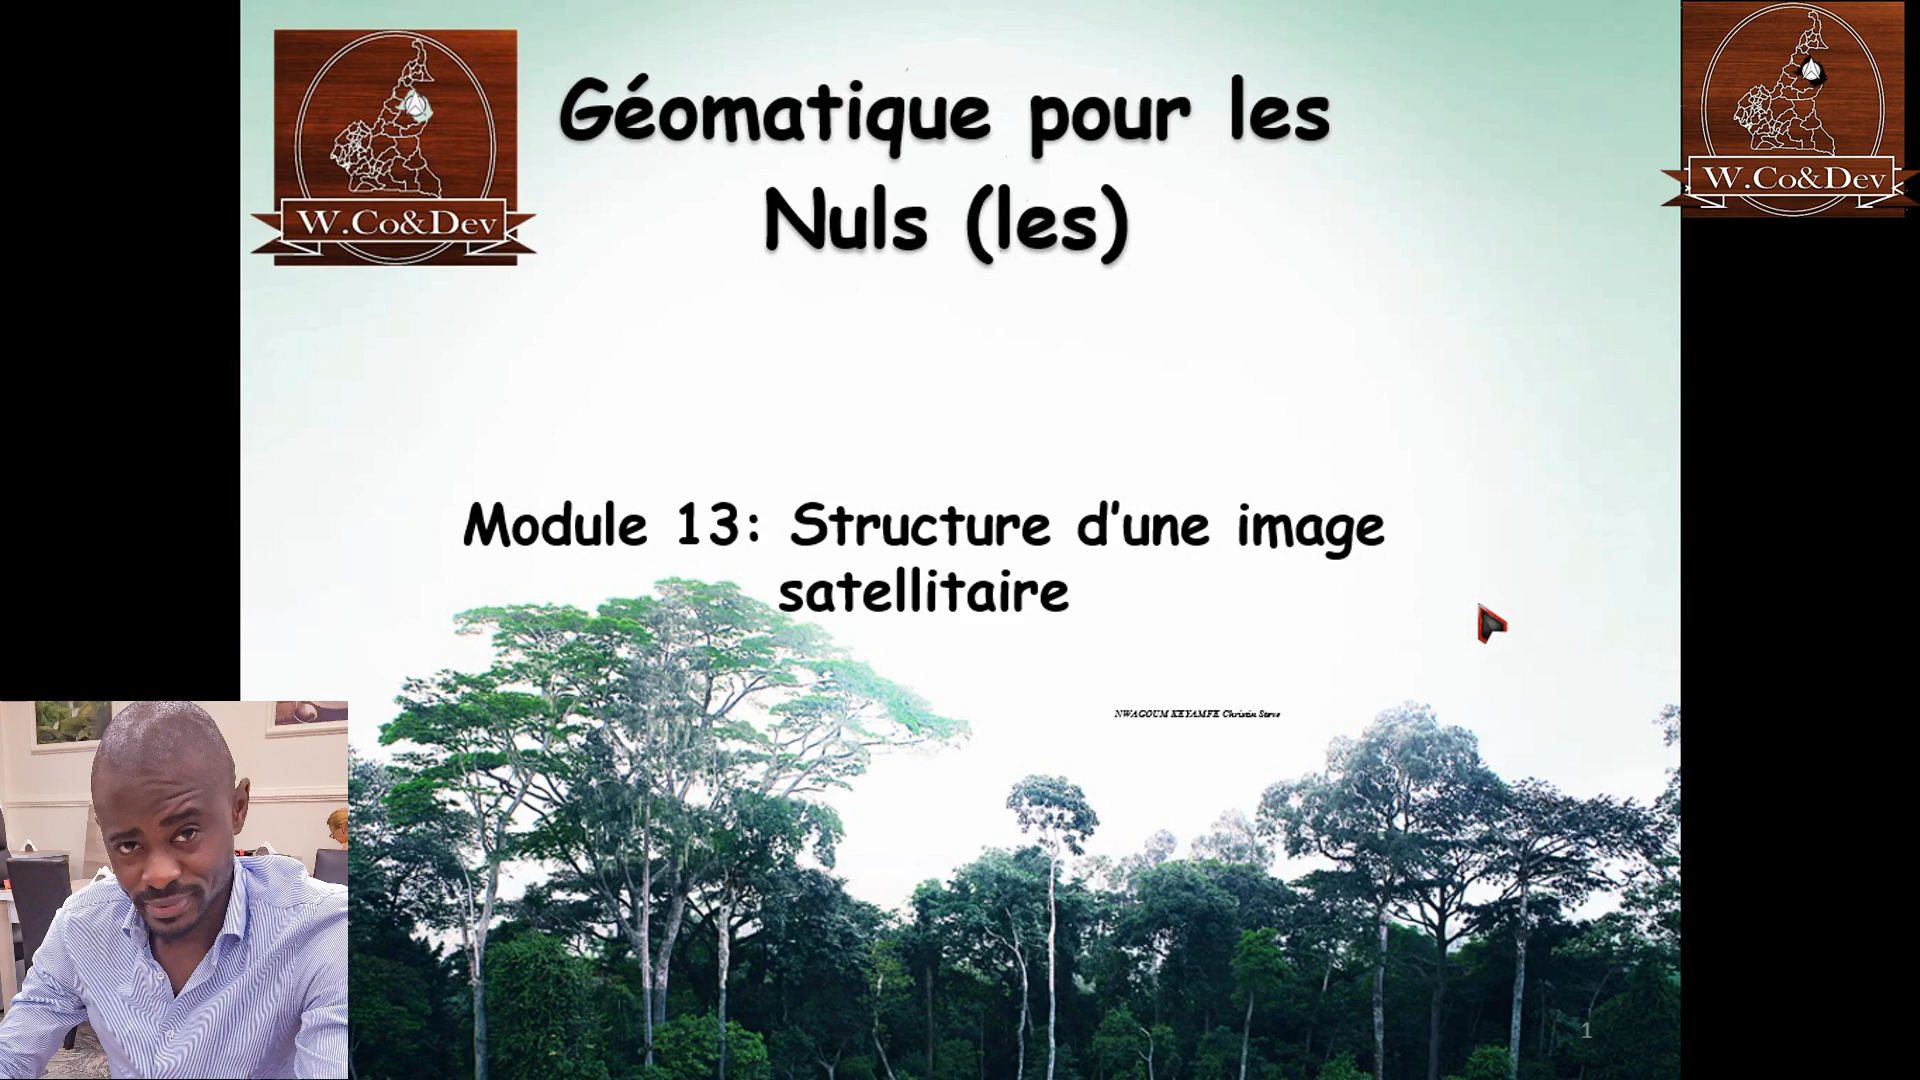 W.Co&Dev
Géomatique pour les
Nuls (les)
W.Co&Dev
Module 13: Structure d’une image
satellitaire
NWAGOUM KEYAMFE Christin Steve
1